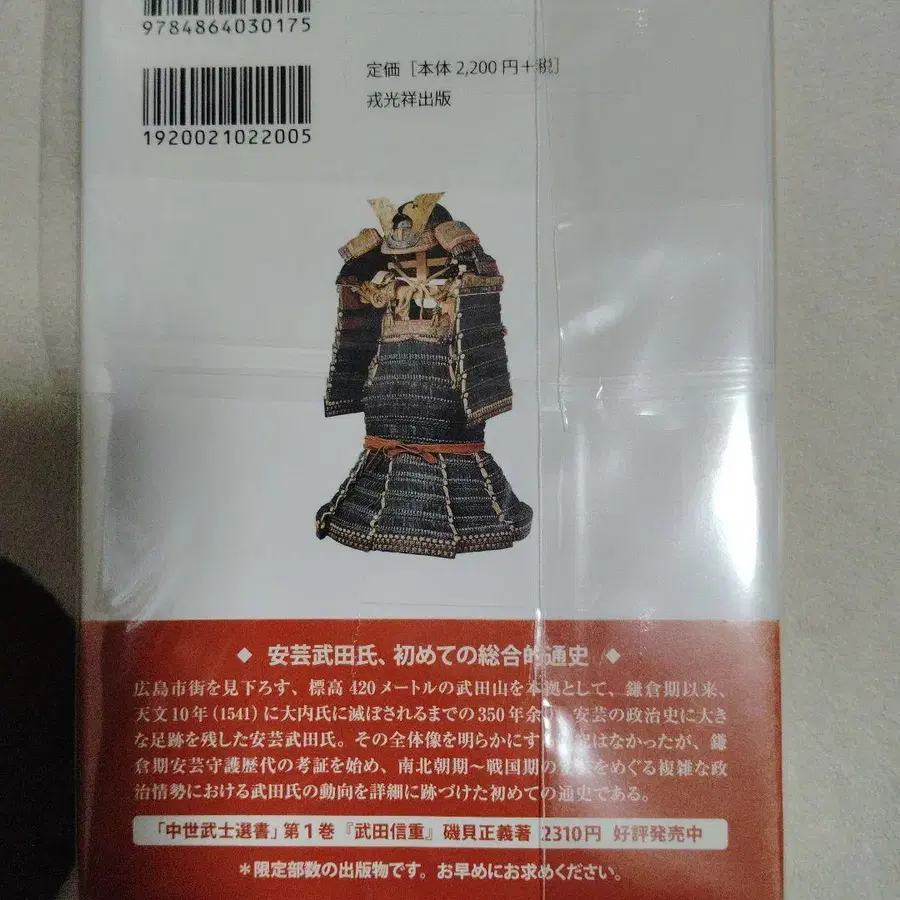 9784864030175
定価［本体 2,200 円＋税］
1920021022005
戎光祥出版
◆ 安芸武田氏、初めての総合的通史 ◆
広島市街を見下ろす、標高 420 メートルの武田山を本拠として、鎌倉期以来、
天文 10 年（1541）に大内氏に滅ぼされるまでの 350 年余り、安芸の政治史に大き
な足跡を残した安芸武田氏。その全体像を明らかにす はなかったが、鎌
倉期安芸守護歴代の考証を始め、南北朝期～戦国期の をめぐる複雑な政
治情勢における武田氏の動向を詳細に跡づけた初めての通史である。
「中世武士選書」第１巻『武田信重』磯貝正義著 2310円 好評発売中
＊限定部数の出版物です。お早めにお求めください。